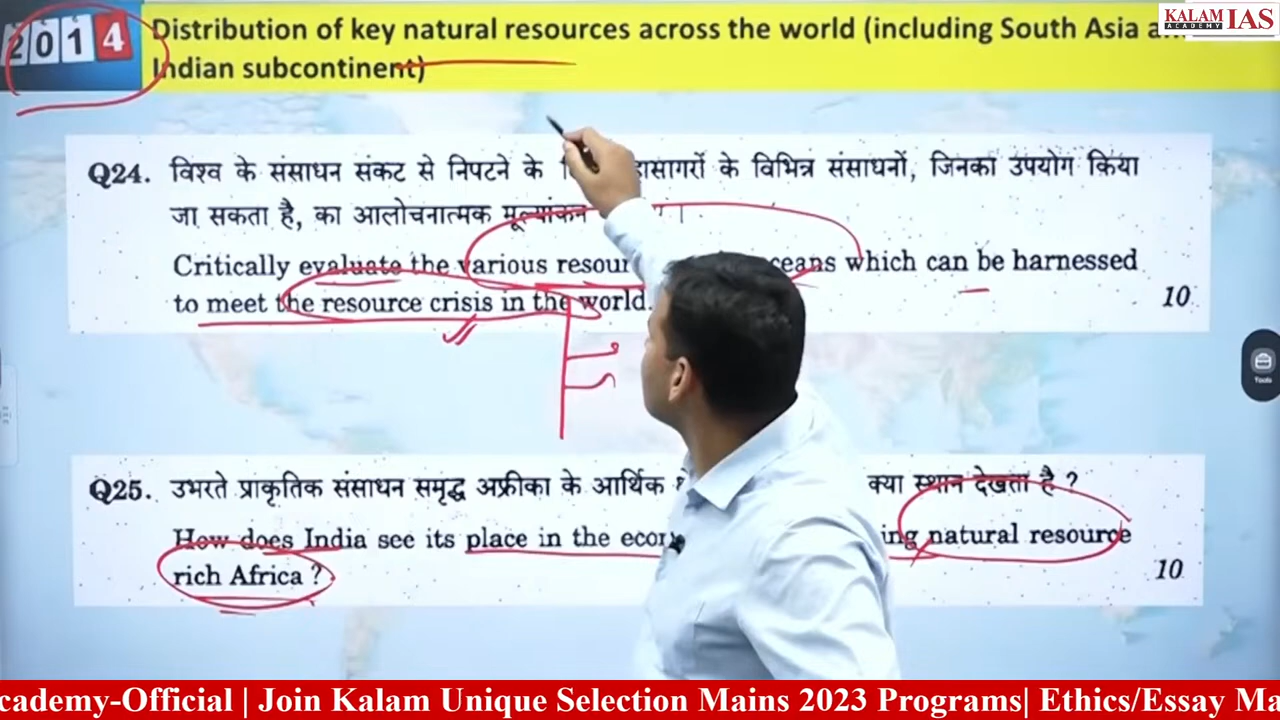 2014
Distribution of key natural resources across the world (including South Asia
Indian subcontinent)
KALAM IAS
ACADEMY
Q24. विश्व के संसाधन संकट से निपटने के हासागरों के विभिन्न संसाधनों, जिनका उपयोग किया
जा सकता है, का आलोचनात्मक मूल्यांकन
Critically evaluate the various resour ceans which can be harnessed
to meet the resource crisis in the world.
10
Tools
Q25. उभरते प्राकृतिक संसाधन समृद्ध अफ्रीका के आर्थिक क्या स्थान देखता है ?
How does India see its place in the econ ing natural resource
rich Africa ?
10
cademy-Official | Join Kalam Unique Selection Mains 2023 Programs| Ethics/Essay Ma